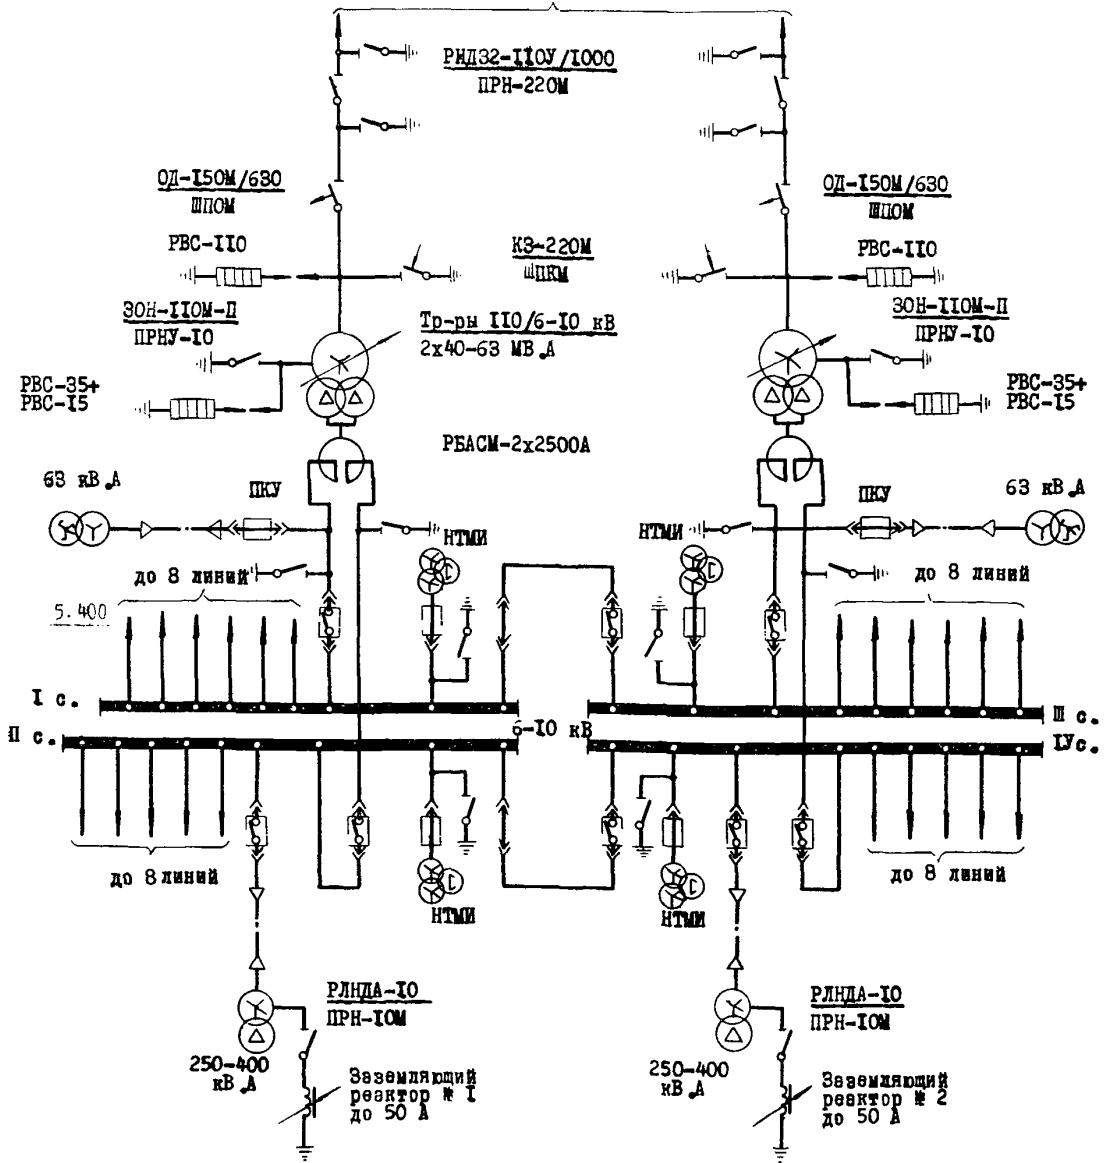 РНДЗ2-110У/1000
ПРН-220М
ОД-150М/630
ШПОМ
ОД-150М/630
ШПОМ
РВС-110
КЗ-220М
ШПКМ
РВС-110
ЗОН-110М-П
ПРНУ-10
Тр-ры 110/6-10 кВ
2х40-63 МВ.А
ЗОН-110М-П
ПРНУ-10
РВС-35+
РВС-15
РВС-35+
РВС-15
РБАСМ-2х2500А
63 кВ.А
ПКУ
ПКУ
63 кВ.А
НТМИ
НТМИ
до 8 линий
до 8 линий
5.400
I с.
Ш с.
П с.
6-10 кВ
IУс.
до 8 линий
до 8 линий
НТМИ
НТМИ
РЛНДА-10
ПРН-10М
РЛНДА-10
ПРН-10М
250-400
кВ.А
250-400
кВ.А
Заземляющий
реактор № 1
до 50 А
Заземляющий
реактор № 2
до 50 А